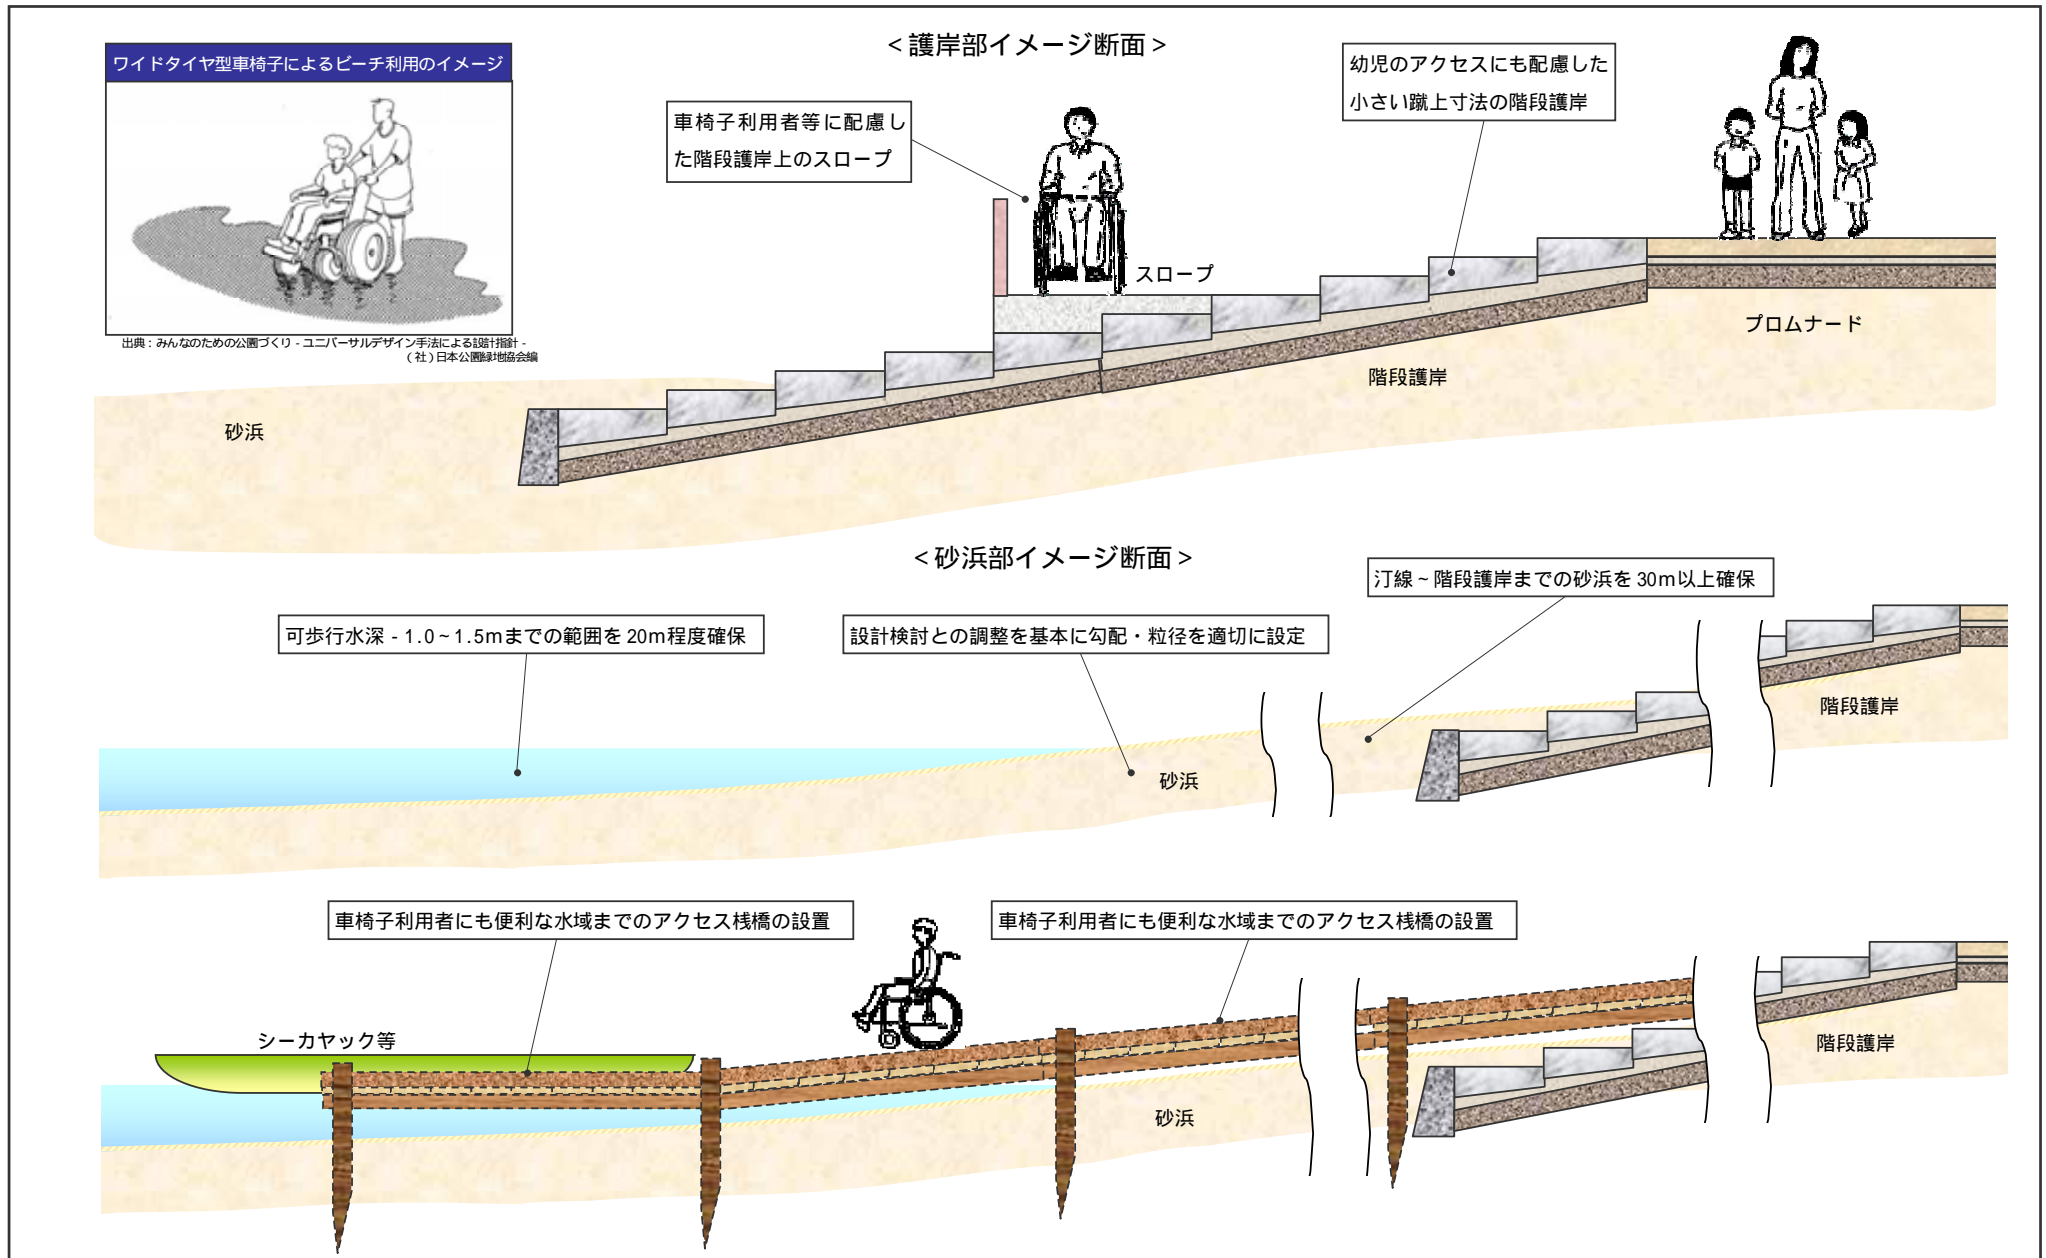 ＜護岸部イメージ断面＞
ワイドタイヤ型車椅子によるビーチ利用のイメージ
出典：みんなのための公園づくり - ユニバーサルデザイン手法による設計指針 -
（社）日本公園緑地協会編
車椅子利用者等に配慮し
た階段護岸上のスロープ
幼児のアクセスにも配慮した
小さい蹴上寸法の階段護岸
スロープ
プロムナード
階段護岸
砂浜
＜砂浜部イメージ断面＞
汀線～階段護岸までの砂浜を30m以上確保
可歩行水深 - 1.0～1.5mまでの範囲を20m程度確保
設計検討との調整を基本に勾配・粒径を適切に設定
階段護岸
砂浜
車椅子利用者にも便利な水域までのアクセス桟橋の設置
車椅子利用者にも便利な水域までのアクセス桟橋の設置
シーカヤック等
階段護岸
砂浜